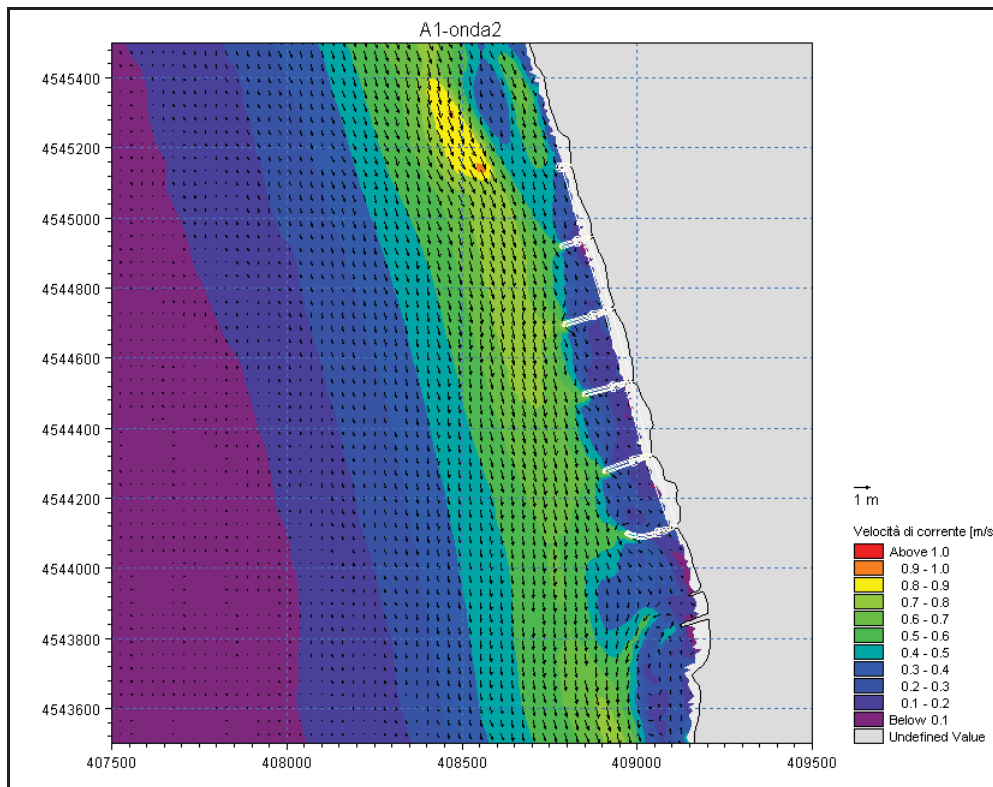 A1-onda2
4545400
4545200
4545000
4544800
4544600
4544400
4544200
4544000
4543800
4543600
407500 408000 408500 409000 409500
1 m
Velocità di corrente [m/s
Above 1.0
0.9 - 1.0
0.8 - 0.9
0.7 - 0.8
0.6 - 0.7
0.5 - 0.6
0.4 - 0.5
0.3 - 0.4
0.2 - 0.3
0.1 - 0.2
Below 0.1
Undefined Value